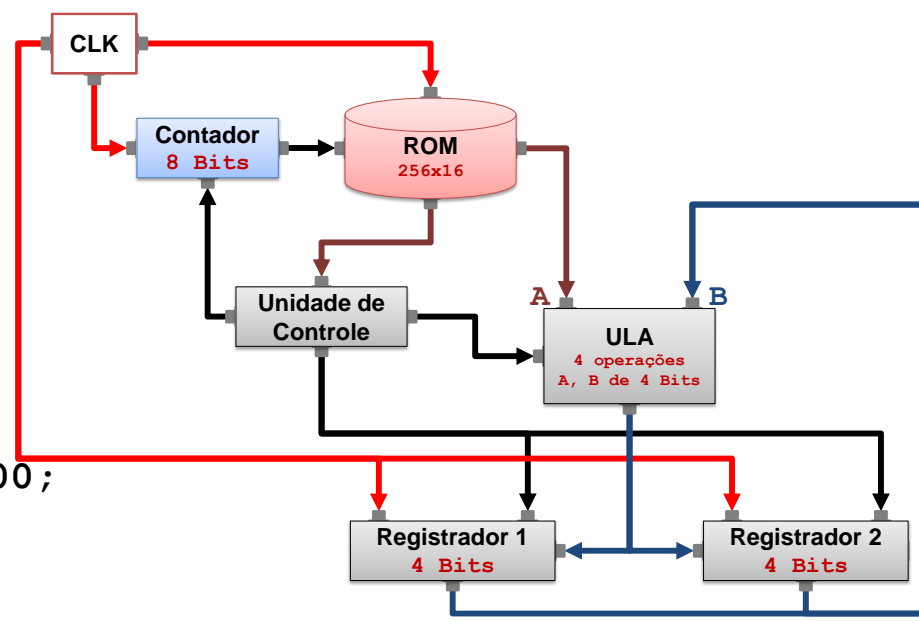 CLK
Contador
8 Bits
ROM
256x16
Unidade de
Controle
A
B
ULA
4 operações
A, B de 4 Bits
00;
Registrador 1
4 Bits
Registrador 2
4 Bits